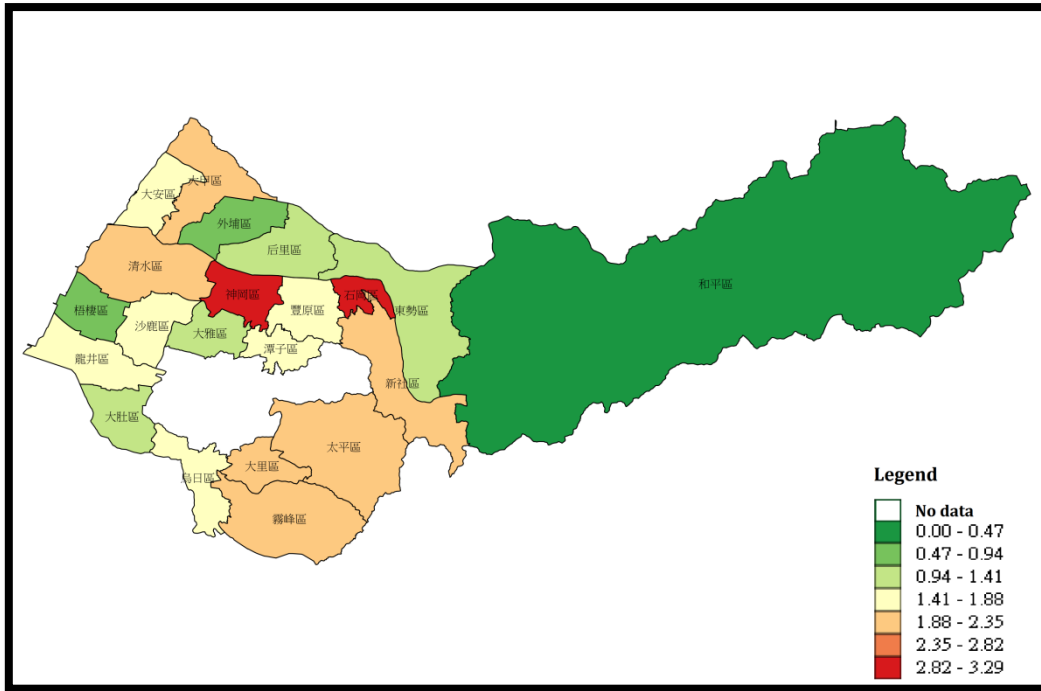 大甲區
大安區
外埔區
后里區
清水區
神岡區
石岡區
和平區
梧棲區
沙鹿區
豐原區
東勢區
大雅區
潭子區
龍井區
新社區
大肚區
太平區
大里區
烏日區
霧峰區
Legend
No data
0.00 - 0.47
0.47 - 0.94
0.94 - 1.41
1.41 - 1.88
1.88 - 2.35
2.35 - 2.82
2.82 - 3.29